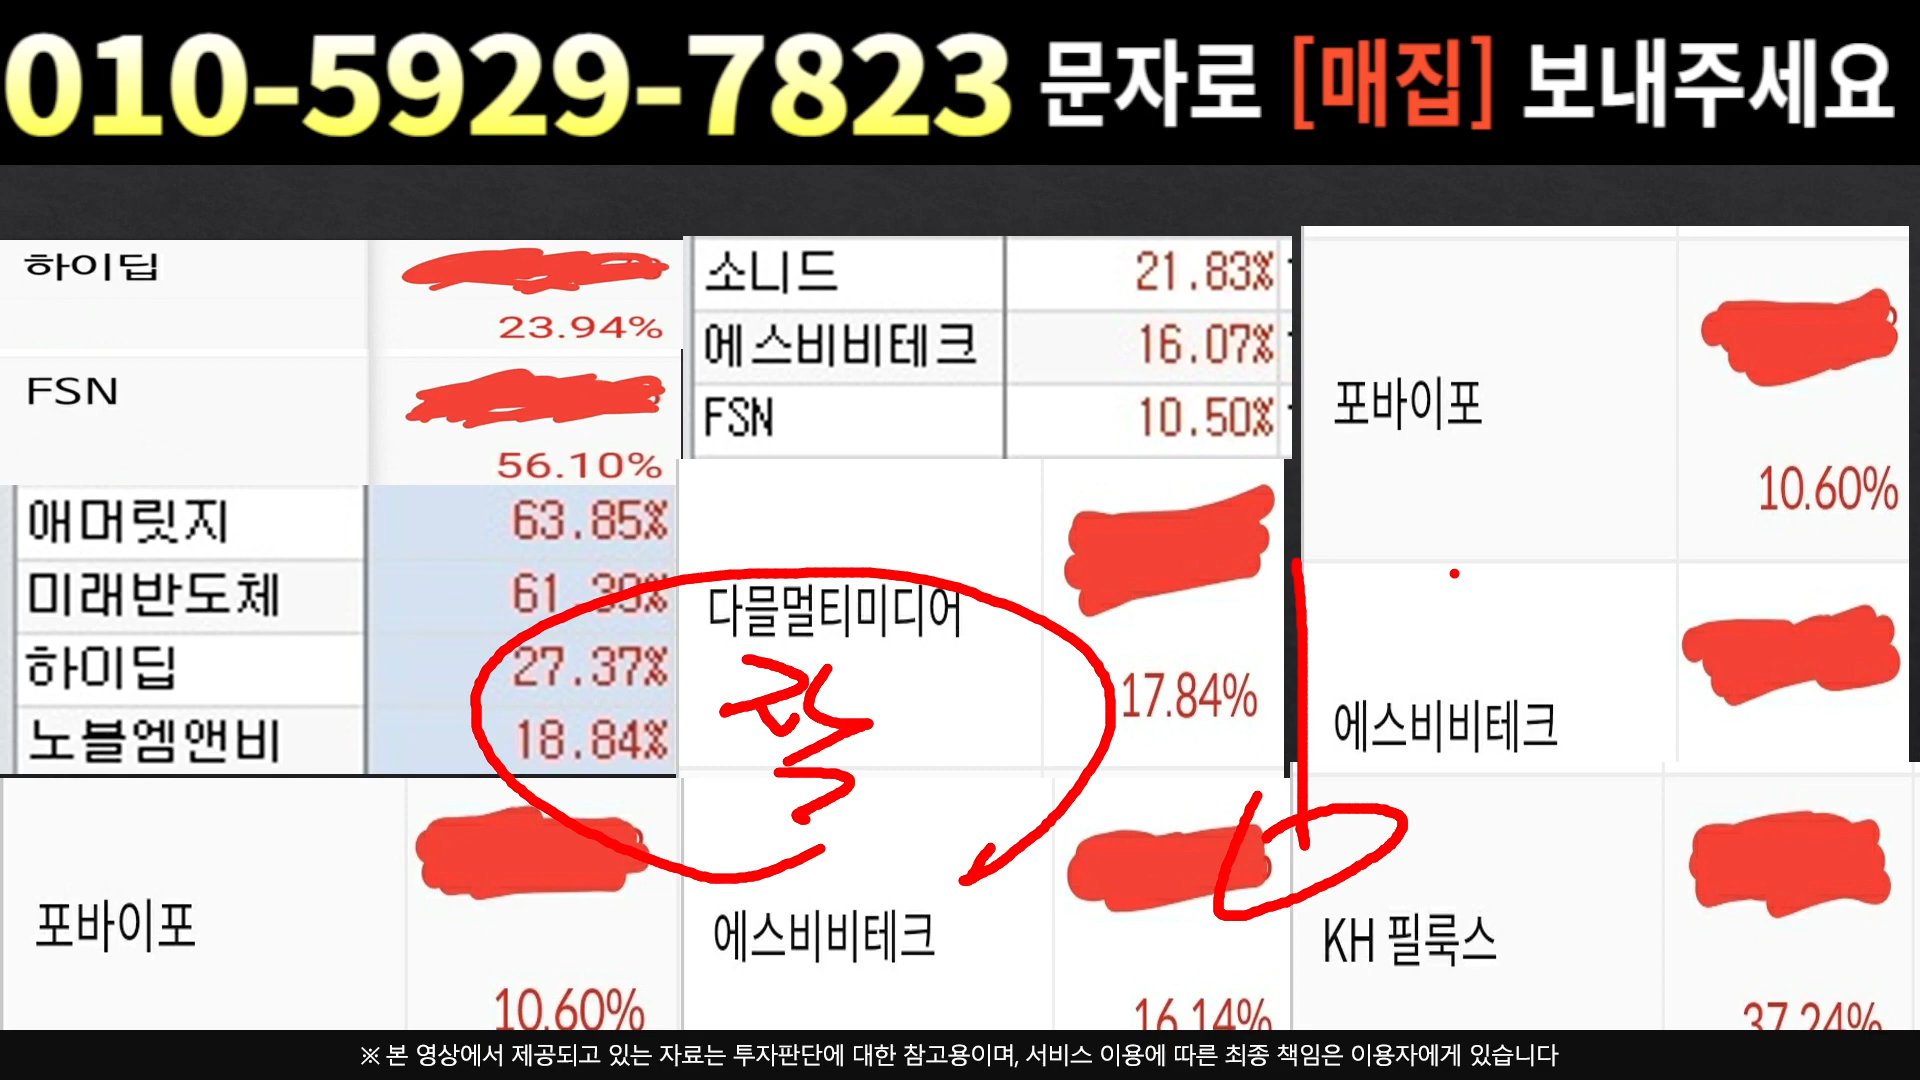 010-5929-7823 문자로 [매집] 보내주세요
하이딥
23.94%
FSN
56.10%
애머릿지 63.85%
미래반도체 61.39%
하이딥 27.37%
노블엠앤비 18.84%
소니드 21.83%
에스비비테크 16.07%
FSN 10.50%
다믈멀티미디어
17.84%
포바이포
10.60%
에스비비테크
포바이포
10.60%
에스비비테크
16.14%
KH 필룩스
37.24%
※ 본 영상에서 제공되고 있는 자료는 투자판단에 대한 참고용이며, 서비스 이용에 따른 최종 책임은 이용자에게 있습니다